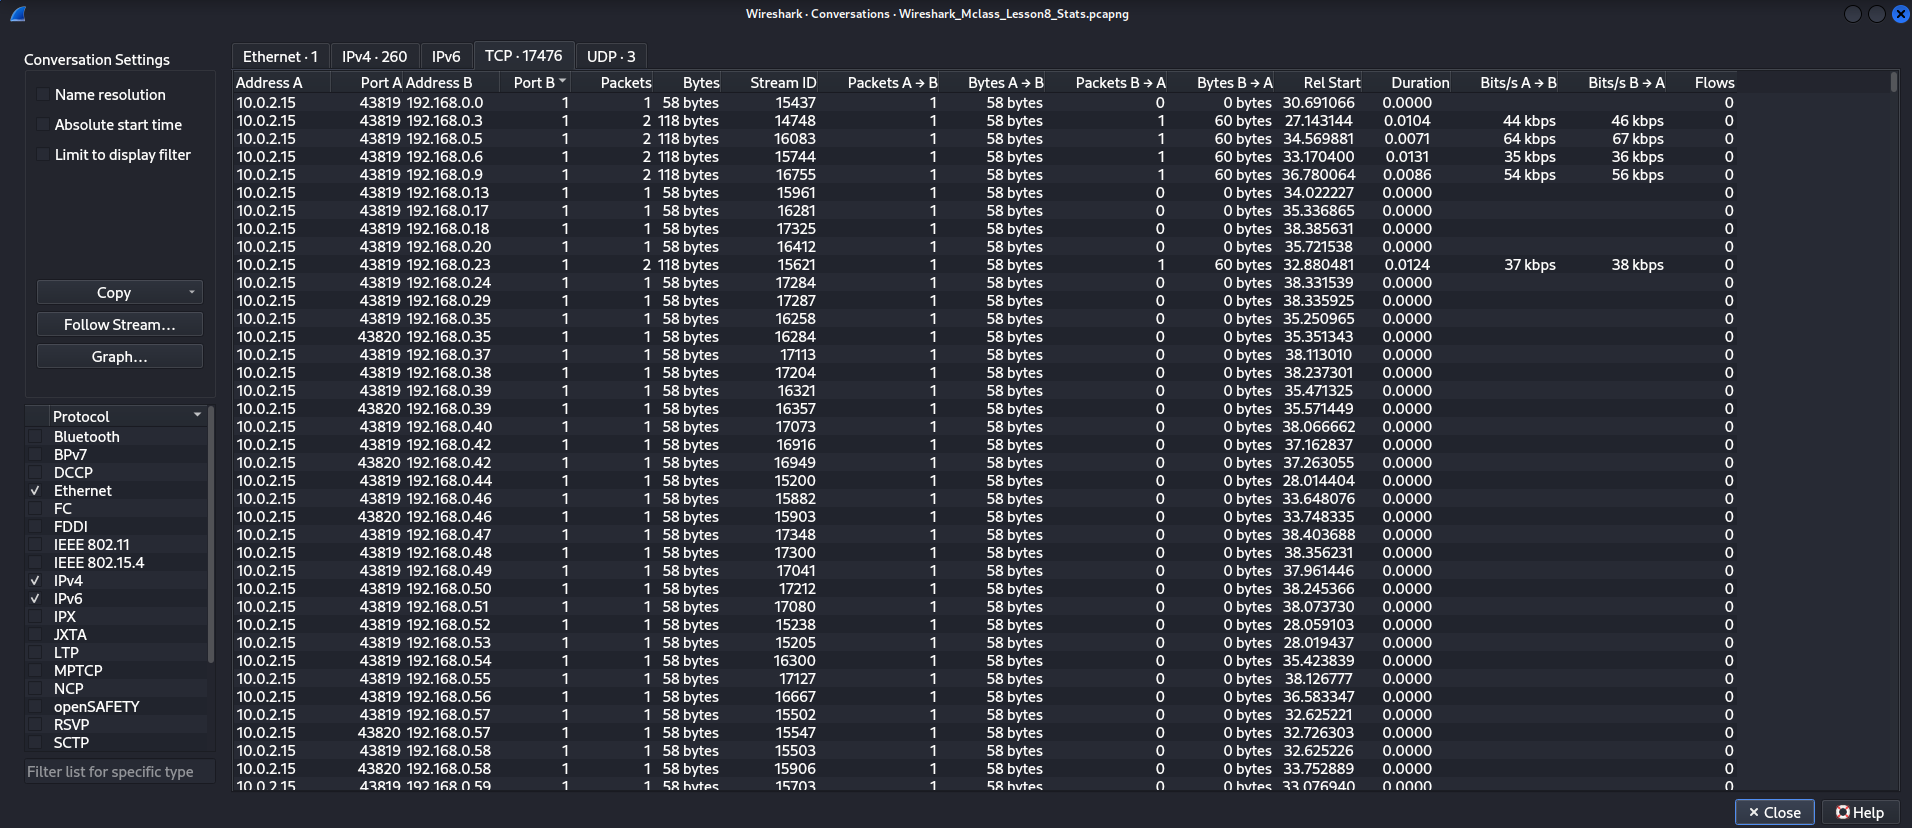 Wireshark · Conversations · Wireshark_Mclass_Lesson8_Stats.pcapng
Conversation Settings
Name resolution
Absolute start time
Limit to display filter
Copy
Follow Stream...
Graph...
Protocol
Bluetooth
BPv7
DCCP
Ethernet
FC
FDDI
IEEE 802.11
IEEE 802.15.4
IPv4
IPv6
IPX
JXTA
LTP
MPTCP
NCP
openSAFETY
RSVP
SCTP
Filter list for specific type
Ethernet · 1 IPv4 · 260 IPv6 TCP · 17476 UDP · 3
Address A Port A Address B Port B Packets Bytes Stream ID Packets A → B Bytes A → B Packets B → A Bytes B → A Rel Start Duration Bits/s A → B Bits/s B → A Flows
10.0.2.15 43819 192.168.0.0 1 1 58 bytes 15437 1 58 bytes 0 0 bytes 30.691066 0.0000 0
10.0.2.15 43819 192.168.0.3 1 2 118 bytes 14748 1 58 bytes 1 60 bytes 27.143144 0.0104 44 kbps 46 kbps 0
10.0.2.15 43819 192.168.0.5 1 2 118 bytes 16083 1 58 bytes 1 60 bytes 34.569881 0.0071 64 kbps 67 kbps 0
10.0.2.15 43819 192.168.0.6 1 2 118 bytes 15744 1 58 bytes 1 60 bytes 33.170400 0.0131 35 kbps 36 kbps 0
10.0.2.15 43819 192.168.0.9 1 2 118 bytes 16755 1 58 bytes 1 60 bytes 36.780064 0.0086 54 kbps 56 kbps 0
10.0.2.15 43819 192.168.0.13 1 1 58 bytes 15961 1 58 bytes 0 0 bytes 34.022227 0.0000 0
10.0.2.15 43819 192.168.0.17 1 1 58 bytes 16281 1 58 bytes 0 0 bytes 35.336865 0.0000 0
10.0.2.15 43819 192.168.0.18 1 1 58 bytes 17325 1 58 bytes 0 0 bytes 38.385631 0.0000 0
10.0.2.15 43819 192.168.0.20 1 1 58 bytes 16412 1 58 bytes 0 0 bytes 35.721538 0.0000 0
10.0.2.15 43819 192.168.0.23 1 2 118 bytes 15621 1 58 bytes 1 60 bytes 32.880481 0.0124 37 kbps 38 kbps 0
10.0.2.15 43819 192.168.0.24 1 1 58 bytes 17284 1 58 bytes 0 0 bytes 38.331539 0.0000 0
10.0.2.15 43819 192.168.0.29 1 1 58 bytes 17287 1 58 bytes 0 0 bytes 38.335925 0.0000 0
10.0.2.15 43819 192.168.0.35 1 1 58 bytes 16258 1 58 bytes 0 0 bytes 35.250965 0.0000 0
10.0.2.15 43820 192.168.0.35 1 1 58 bytes 16284 1 58 bytes 0 0 bytes 35.351343 0.0000 0
10.0.2.15 43819 192.168.0.37 1 1 58 bytes 17113 1 58 bytes 0 0 bytes 38.113010 0.0000 0
10.0.2.15 43819 192.168.0.38 1 1 58 bytes 17204 1 58 bytes 0 0 bytes 38.237301 0.0000 0
10.0.2.15 43819 192.168.0.39 1 1 58 bytes 16321 1 58 bytes 0 0 bytes 35.471325 0.0000 0
10.0.2.15 43820 192.168.0.39 1 1 58 bytes 16357 1 58 bytes 0 0 bytes 35.571449 0.0000 0
10.0.2.15 43819 192.168.0.40 1 1 58 bytes 17073 1 58 bytes 0 0 bytes 38.066662 0.0000 0
10.0.2.15 43819 192.168.0.42 1 1 58 bytes 16916 1 58 bytes 0 0 bytes 37.162837 0.0000 0
10.0.2.15 43820 192.168.0.42 1 1 58 bytes 16949 1 58 bytes 0 0 bytes 37.263055 0.0000 0
10.0.2.15 43819 192.168.0.44 1 1 58 bytes 15200 1 58 bytes 0 0 bytes 28.014404 0.0000 0
10.0.2.15 43819 192.168.0.46 1 1 58 bytes 15882 1 58 bytes 0 0 bytes 33.648076 0.0000 0
10.0.2.15 43820 192.168.0.46 1 1 58 bytes 15903 1 58 bytes 0 0 bytes 33.748335 0.0000 0
10.0.2.15 43819 192.168.0.47 1 1 58 bytes 17348 1 58 bytes 0 0 bytes 38.403688 0.0000 0
10.0.2.15 43819 192.168.0.48 1 1 58 bytes 17300 1 58 bytes 0 0 bytes 38.356231 0.0000 0
10.0.2.15 43819 192.168.0.49 1 1 58 bytes 17041 1 58 bytes 0 0 bytes 37.961446 0.0000 0
10.0.2.15 43819 192.168.0.50 1 1 58 bytes 17212 1 58 bytes 0 0 bytes 38.245366 0.0000 0
10.0.2.15 43819 192.168.0.51 1 1 58 bytes 17080 1 58 bytes 0 0 bytes 38.073730 0.0000 0
10.0.2.15 43819 192.168.0.52 1 1 58 bytes 15238 1 58 bytes 0 0 bytes 28.059103 0.0000 0
10.0.2.15 43819 192.168.0.53 1 1 58 bytes 15205 1 58 bytes 0 0 bytes 28.019437 0.0000 0
10.0.2.15 43819 192.168.0.54 1 1 58 bytes 16300 1 58 bytes 0 0 bytes 35.423839 0.0000 0
10.0.2.15 43819 192.168.0.55 1 1 58 bytes 17127 1 58 bytes 0 0 bytes 38.126777 0.0000 0
10.0.2.15 43819 192.168.0.56 1 1 58 bytes 16667 1 58 bytes 0 0 bytes 36.583347 0.0000 0
10.0.2.15 43819 192.168.0.57 1 1 58 bytes 15502 1 58 bytes 0 0 bytes 32.625221 0.0000 0
10.0.2.15 43820 192.168.0.57 1 1 58 bytes 15547 1 58 bytes 0 0 bytes 32.726303 0.0000 0
10.0.2.15 43819 192.168.0.58 1 1 58 bytes 15503 1 58 bytes 0 0 bytes 32.625226 0.0000 0
10.0.2.15 43820 192.168.0.58 1 1 58 bytes 15906 1 58 bytes 0 0 bytes 33.752889 0.0000 0
10.0.2.15 43819 192.168.0.59 1 1 58 bytes 15703 1 58 bytes 0 0 bytes 33.076940 0.0000 0
Close Help